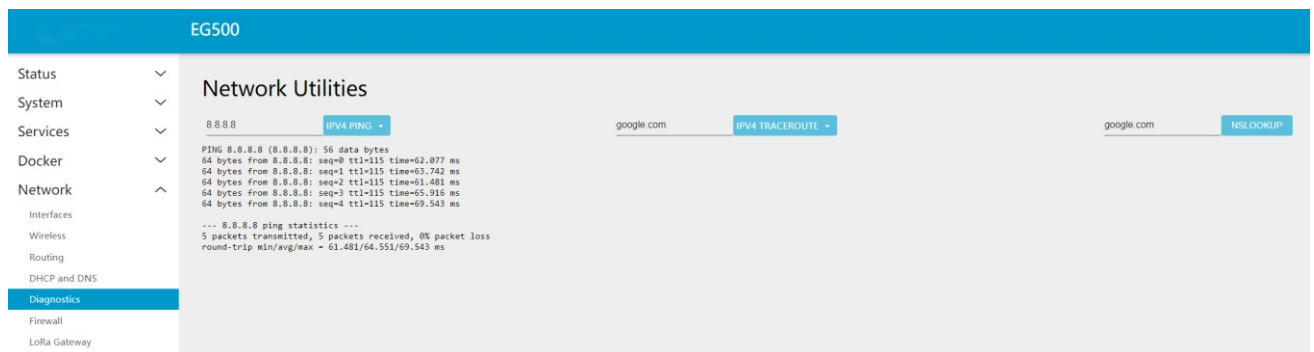 EG500
Status
System
Services
Docker
Network
Interfaces
Wireless
Routing
DHCP and DNS
Diagnostics
Firewall
LoRa Gateway
Network Utilities
8.8.8.8
IPV4 PING
google.com
IPV4 TRACEROUTE
google.com
NSLOOKUP
PING 8.8.8.8 (8.8.8.8): 56 data bytes
64 bytes from 8.8.8.8: seq=0 ttl=115 time=62.077 ms
64 bytes from 8.8.8.8: seq=1 ttl=115 time=63.742 ms
64 bytes from 8.8.8.8: seq=2 ttl=115 time=61.481 ms
64 bytes from 8.8.8.8: seq=3 ttl=115 time=65.916 ms
64 bytes from 8.8.8.8: seq=4 ttl=115 time=69.543 ms
--- 8.8.8.8 ping statistics ---
5 packets transmitted, 5 packets received, 0% packet loss
round-trip min/avg/max = 61.481/64.551/69.543 ms